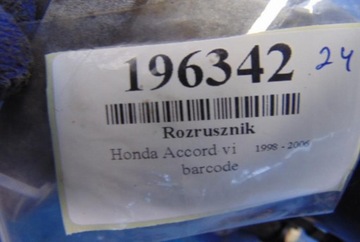 196342
24
Rozrusznik
Honda Accord vi 1998 - 2006
barcode